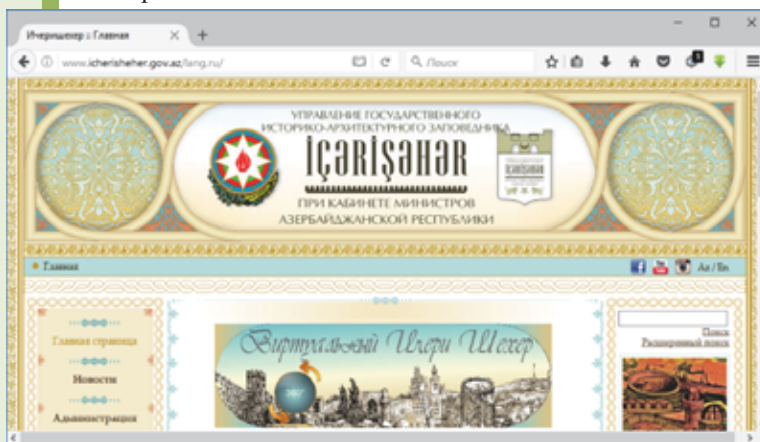 Ичеришехер :: Главная
www.icherisheher.gov.az/lang,ru/
Поиск
УПРАВЛЕНИЕ ГОСУДАРСТВЕННОГО
ИСТОРИКО-АРХИТЕКТУРНОГО ЗАПОВЕДНИКА
İÇƏRİŞƏHƏR
ПРИ КАБИНЕТЕ МИНИСТРОВ
АЗЕРБАЙДЖАНСКОЙ РЕСПУБЛИКИ
Главная
Az / En
Главная страница
Новости
Администрация
Виртуальный Ичери Шехер
360°
Поиск
Расширенный поиск